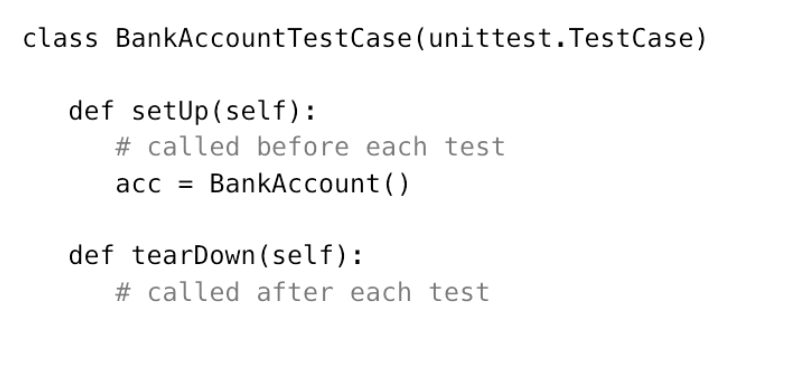 class BankAccountTestCase(unittest.TestCase)
def setUp(self):
# called before each test
acc = BankAccount()
def tearDown(self):
# called after each test